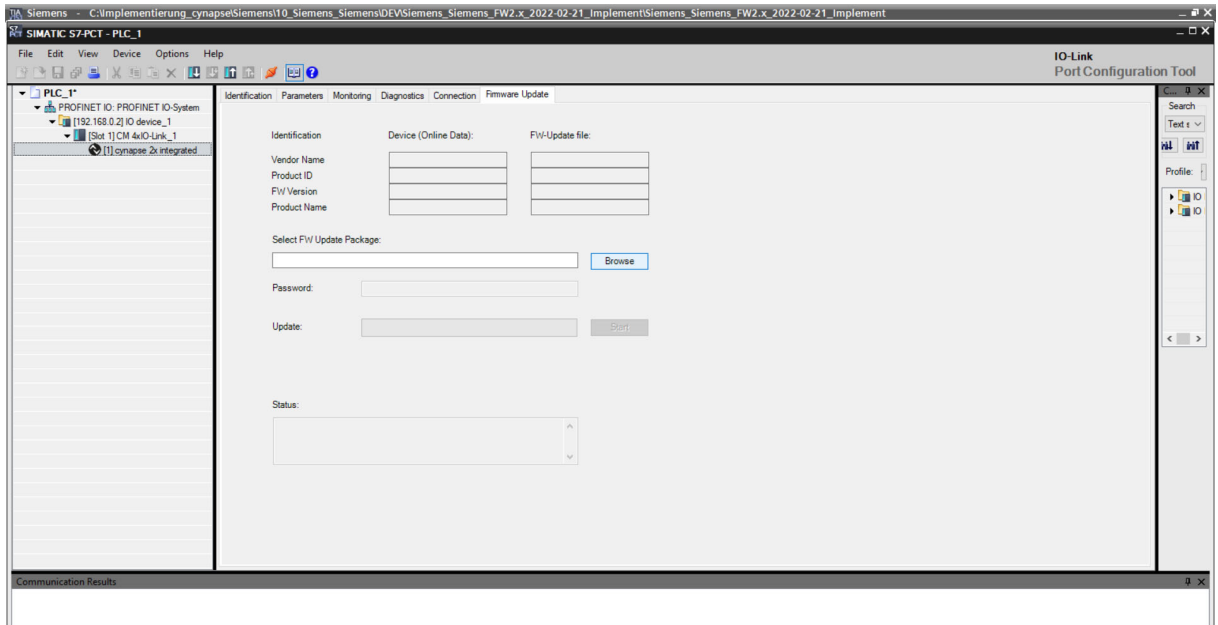 Siemens - C:\Implementierung_cynapse\Siemens\10_Siemens_Siemens\DEV\Siemens_Siemens_FW2.x_2022-02-21_Implement\Siemens_Siemens_FW2.x_2022-02-21_Implement
SIMATIC S7-PCT - PLC_1
File Edit View Device Options Help
IO-Link
Port Configuration Tool
PLC_1*
PROFINET IO: PROFINET IO-System
[192.168.0.2] IO device_1
[Slot 1] CM 4xIO-Link_1
[1] cynapse 2x integrated
Identification Parameters Monitoring Diagnostics Connection Firmware Update
Identification Device (Online Data): FW-Update file:
Vendor Name
Product ID
FW Version
Product Name
Select FW Update Package:
Browse
Password:
Update: Start
Status:
C...
Search
Text
Profile:
IO
IO
Communication Results